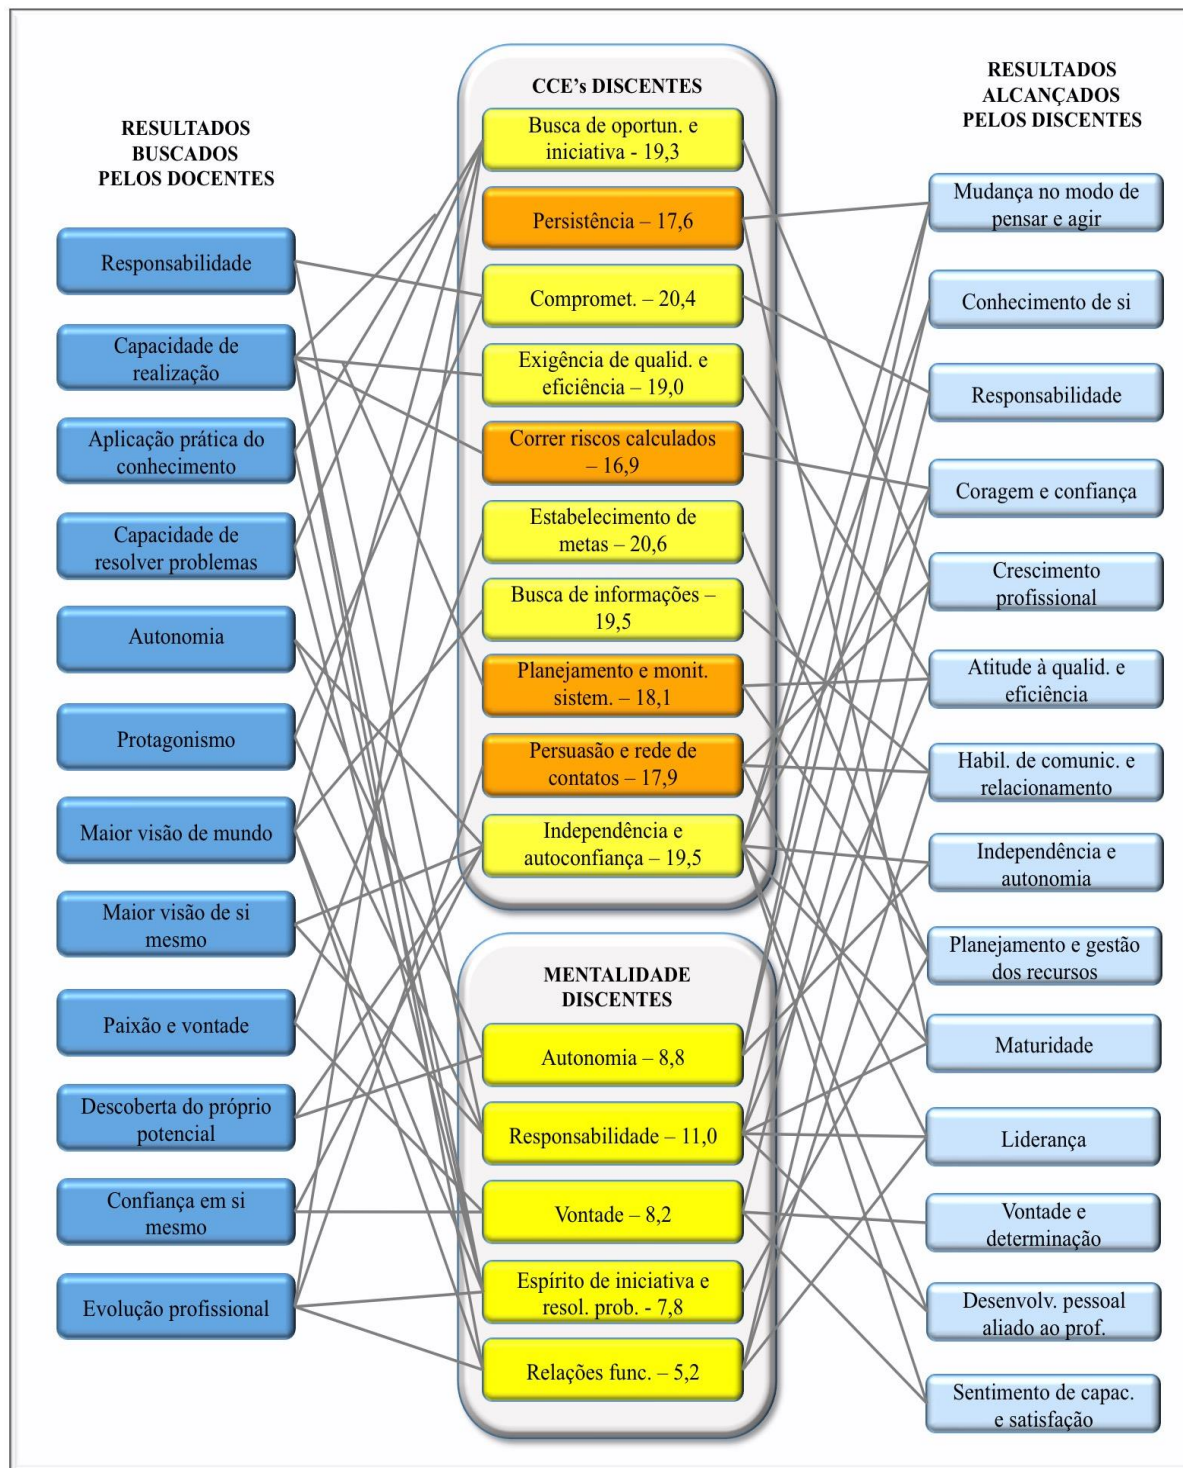 RESULTADOS
BUSCADOS
PELOS DOCENTES
Responsabilidade
Capacidade de
realização
Aplicação prática do
conhecimento
Capacidade de
resolver problemas
Autonomia
Protagonismo
Maior visão de mundo
Maior visão de si
mesmo
Paixão e vontade
Descoberta do próprio
potencial
Confiança em si
mesmo
Evolução profissional
CCE’s DISCENTES
Busca de oportun. e
iniciativa - 19,3
Persistência – 17,6
Compromet. – 20,4
Exigência de qualid. e
eficiência – 19,0
Correr riscos calculados
– 16,9
Estabelecimento de
metas – 20,6
Busca de informações –
19,5
Planejamento e monit.
sistem. – 18,1
Persuasão e rede de
contatos – 17,9
Independência e
autoconfiança – 19,5
MENTALIDADE
DISCENTES
Autonomia – 8,8
Responsabilidade – 11,0
Vontade – 8,2
Espírito de iniciativa e
resol. prob. - 7,8
Relações func. – 5,2
RESULTADOS
ALCANÇADOS
PELOS DISCENTES
Mudança no modo de
pensar e agir
Conhecimento de si
Responsabilidade
Coragem e confiança
Crescimento
profissional
Atitude à qualid. e
eficiência
Habil. de comunic. e
relacionamento
Independência e
autonomia
Planejamento e gestão
dos recursos
Maturidade
Liderança
Vontade e
determinação
Desenvolv. pessoal
aliado ao prof.
Sentimento de capac.
e satisfação